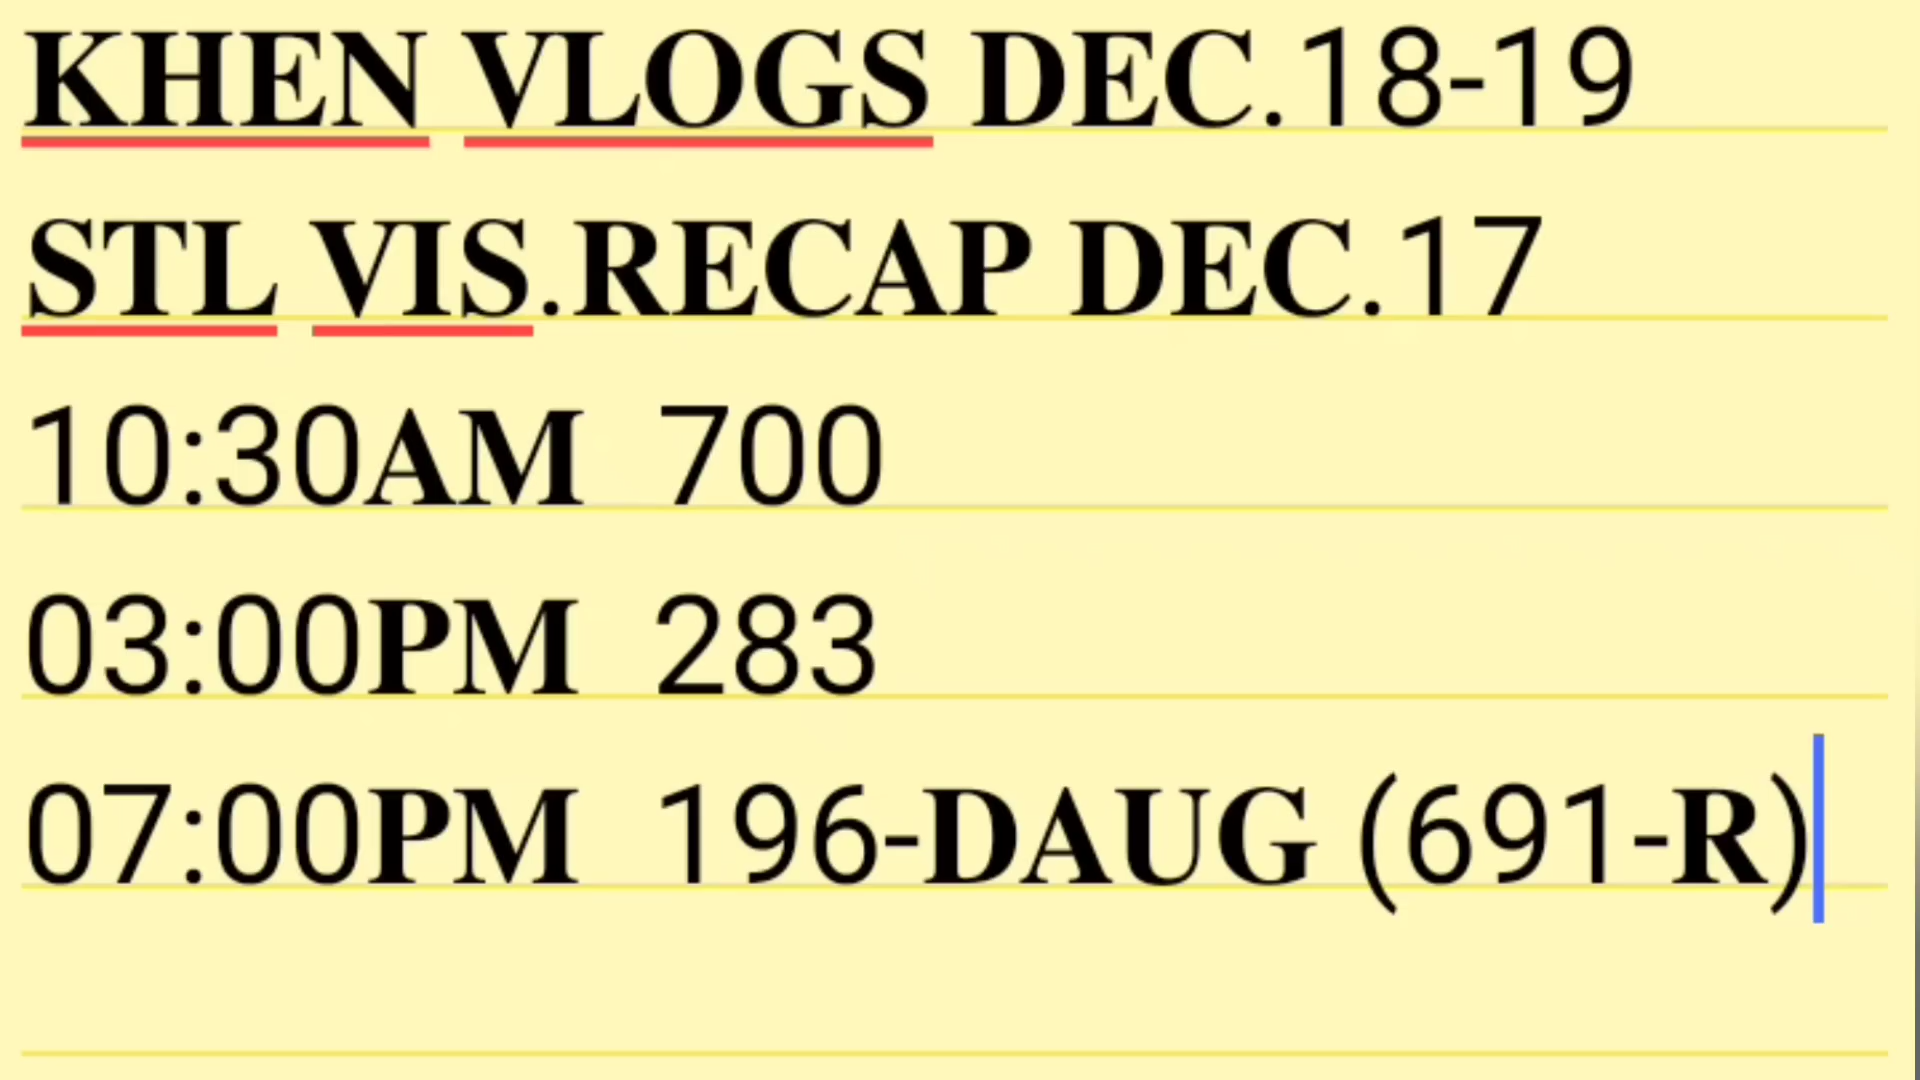 KHEN VLOGS DEC.18-19
STL VIS.RECAP DEC.17
10:30AM  700
03:00PM  283
07:00PM  196-DAUG (691-R)